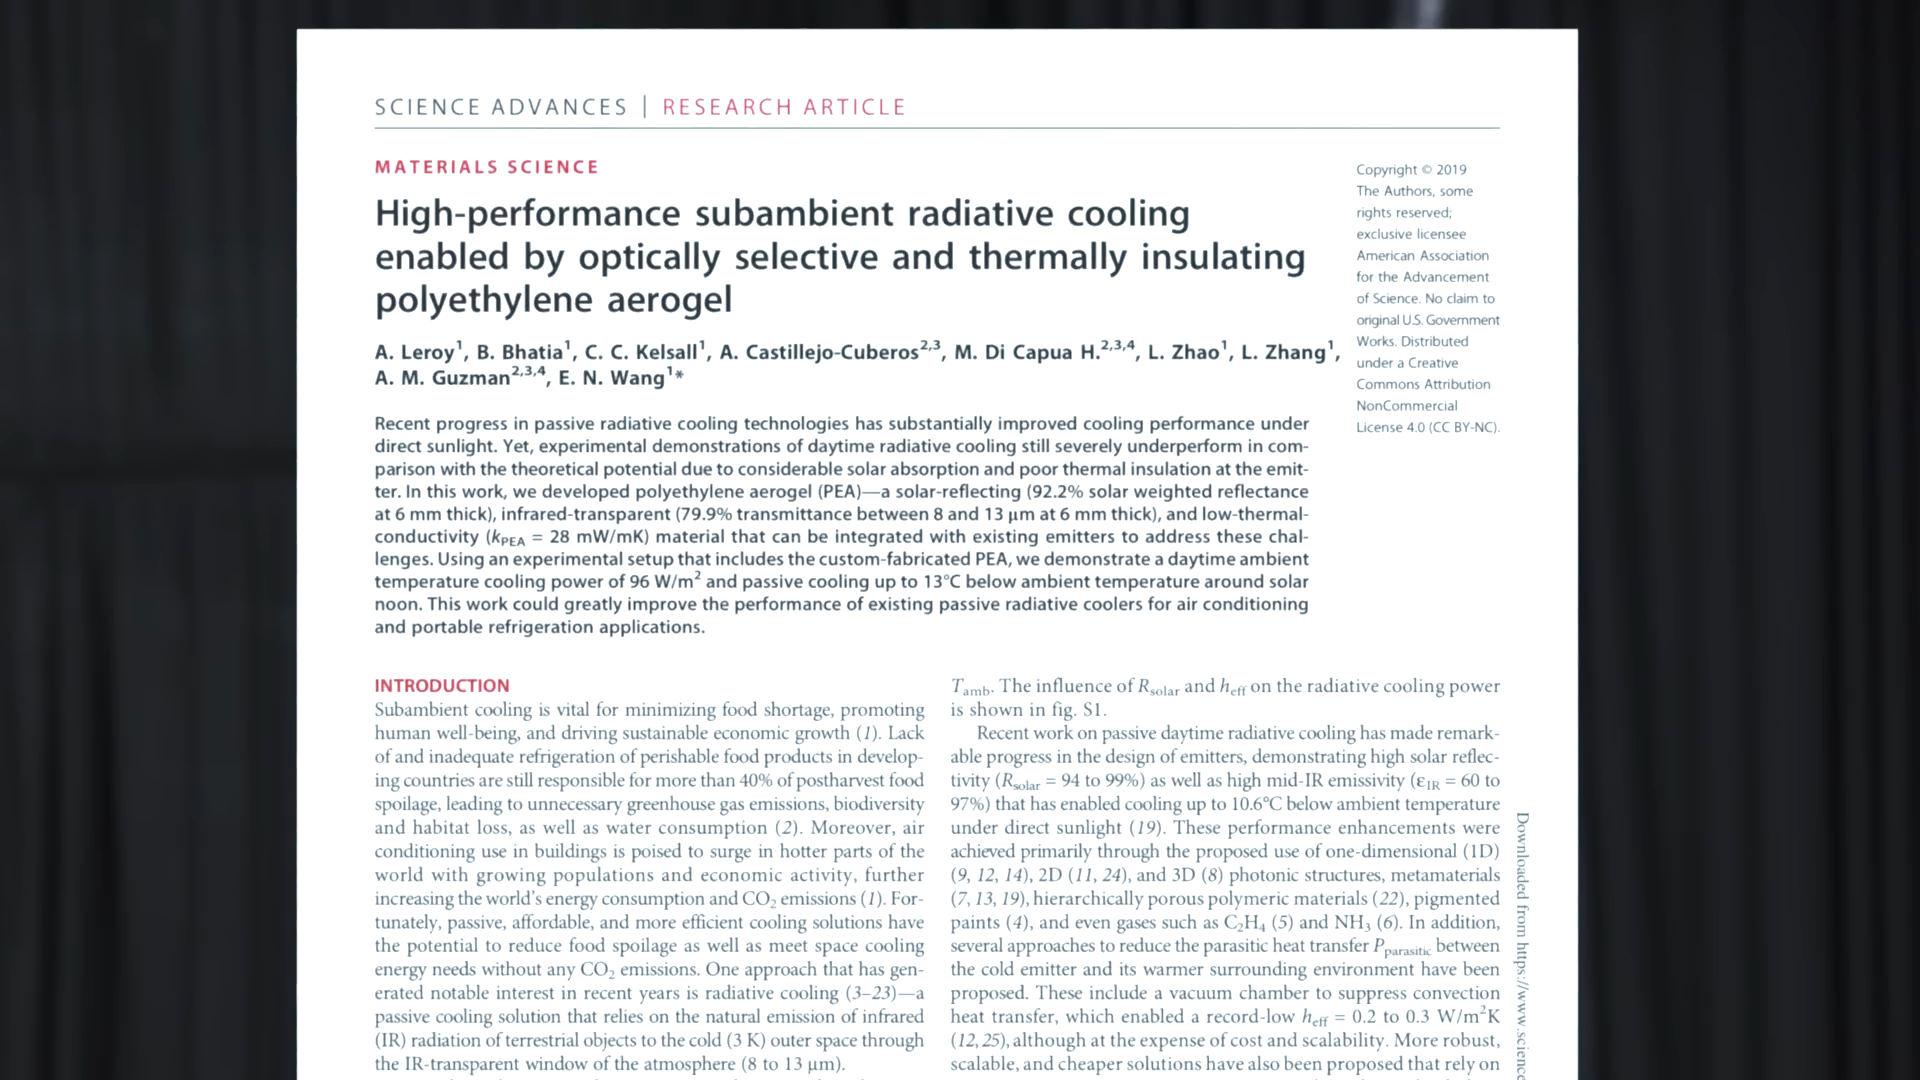 SCIENCE ADVANCES | RESEARCH ARTICLE
MATERIALS SCIENCE
High-performance subambient radiative cooling
enabled by optically selective and thermally insulating
polyethylene aerogel
A. Leroy¹, B. Bhatia¹, C. C. Kelsall¹, A. Castillejo-Cuberos²,³, M. Di Capua H.²,³,⁴, L. Zhao¹, L. Zhang¹,
A. M. Guzman²,³,⁴, E. N. Wang¹*
Recent progress in passive radiative cooling technologies has substantially improved cooling performance under
direct sunlight. Yet, experimental demonstrations of daytime radiative cooling still severely underperform in com-
parison with the theoretical potential due to considerable solar absorption and poor thermal insulation at the emit-
ter. In this work, we developed polyethylene aerogel (PEA)—a solar-reflecting (92.2% solar weighted reflectance
at 6 mm thick), infrared-transparent (79.9% transmittance between 8 and 13 μm at 6 mm thick), and low-thermal-
conductivity (kPEA = 28 mW/mK) material that can be integrated with existing emitters to address these chal-
lenges. Using an experimental setup that includes the custom-fabricated PEA, we demonstrate a daytime ambient
temperature cooling power of 96 W/m² and passive cooling up to 13°C below ambient temperature around solar
noon. This work could greatly improve the performance of existing passive radiative coolers for air conditioning
and portable refrigeration applications.
Copyright © 2019
The Authors, some
rights reserved;
exclusive licensee
American Association
for the Advancement
of Science. No claim to
original U.S. Government
Works. Distributed
under a Creative
Commons Attribution
NonCommercial
License 4.0 (CC BY-NC).
INTRODUCTION
Subambient cooling is vital for minimizing food shortage, promoting
human well-being, and driving sustainable economic growth (1). Lack
of and inadequate refrigeration of perishable food products in develop-
ing countries are still responsible for more than 40% of postharvest food
spoilage, leading to unnecessary greenhouse gas emissions, biodiversity
and habitat loss, as well as water consumption (2). Moreover, air
conditioning use in buildings is poised to surge in hotter parts of the
world with growing populations and economic activity, further
increasing the world's energy consumption and CO₂ emissions (1). For-
tunately, passive, affordable, and more efficient cooling solutions have
the potential to reduce food spoilage as well as meet space cooling
energy needs without any CO₂ emissions. One approach that has gen-
erated notable interest in recent years is radiative cooling (3–23)—a
passive cooling solution that relies on the natural emission of infrared
(IR) radiation of terrestrial objects to the cold (3 K) outer space through
the IR-transparent window of the atmosphere (8 to 13 μm).
Tamb. The influence of Rsolar and heff on the radiative cooling power
is shown in fig. S1.
Recent work on passive daytime radiative cooling has made remark-
able progress in the design of emitters, demonstrating high solar reflec-
tivity (Rsolar = 94 to 99%) as well as high mid-IR emissivity (εIR = 60 to
97%) that has enabled cooling up to 10.6°C below ambient temperature
under direct sunlight (19). These performance enhancements were
achieved primarily through the proposed use of one-dimensional (1D)
(9, 12, 14), 2D (11, 24), and 3D (8) photonic structures, metamaterials
(7, 13, 19), hierarchically porous polymeric materials (22), pigmented
paints (4), and even gases such as C₂H₄ (5) and NH₃ (6). In addition,
several approaches to reduce the parasitic heat transfer Pparasitic between
the cold emitter and its warmer surrounding environment have been
proposed. These include a vacuum chamber to suppress convection
heat transfer, which enabled a record-low heff = 0.2 to 0.3 W/m²K
(12, 25), although at the expense of cost and scalability. More robust,
scalable, and cheaper solutions have also been proposed that rely on
Downloaded from https://www.science